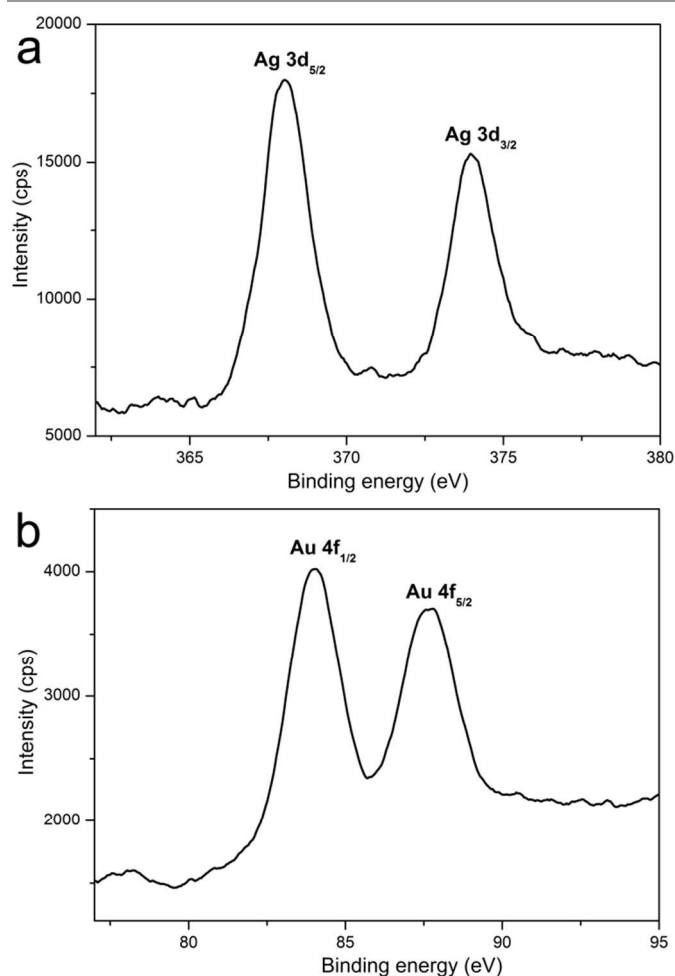 a
20000
15000
10000
5000
Intensity (cps)
Ag 3d5/2
Ag 3d3/2
365
370
375
380
Binding energy (eV)
b
4000
3000
2000
Intensity (cps)
Au 4f1/2
Au 4f5/2
80
85
90
95
Binding energy (eV)